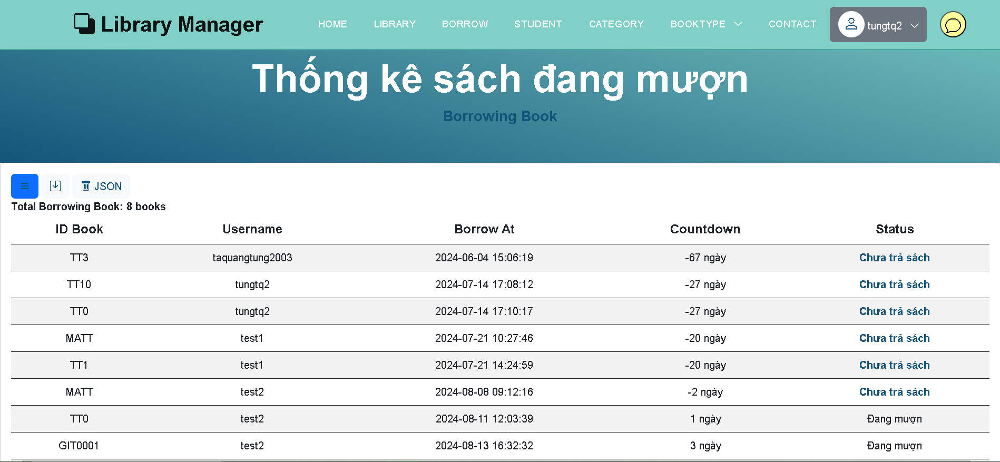 Library Manager HOME LIBRARY BORROW STUDENT CATEGORY BOOKTYPE CONTACT tungtq2
Thống kê sách đang mượn
Borrowing Book
JSON
Total Borrowing Book: 8 books
ID Book Username Borrow At Countdown Status
TT3 taquangtung2003 2024-06-04 15:06:19 -67 ngày Chưa trả sách
TT10 tungtq2 2024-07-14 17:08:12 -27 ngày Chưa trả sách
TT0 tungtq2 2024-07-14 17:10:17 -27 ngày Chưa trả sách
MATT test1 2024-07-21 10:27:46 -20 ngày Chưa trả sách
TT1 test1 2024-07-21 14:24:59 -20 ngày Chưa trả sách
MATT test2 2024-08-08 09:12:16 -2 ngày Chưa trả sách
TT0 test2 2024-08-11 12:03:39 1 ngày Đang mượn
GIT0001 test2 2024-08-13 16:32:32 3 ngày Đang mượn